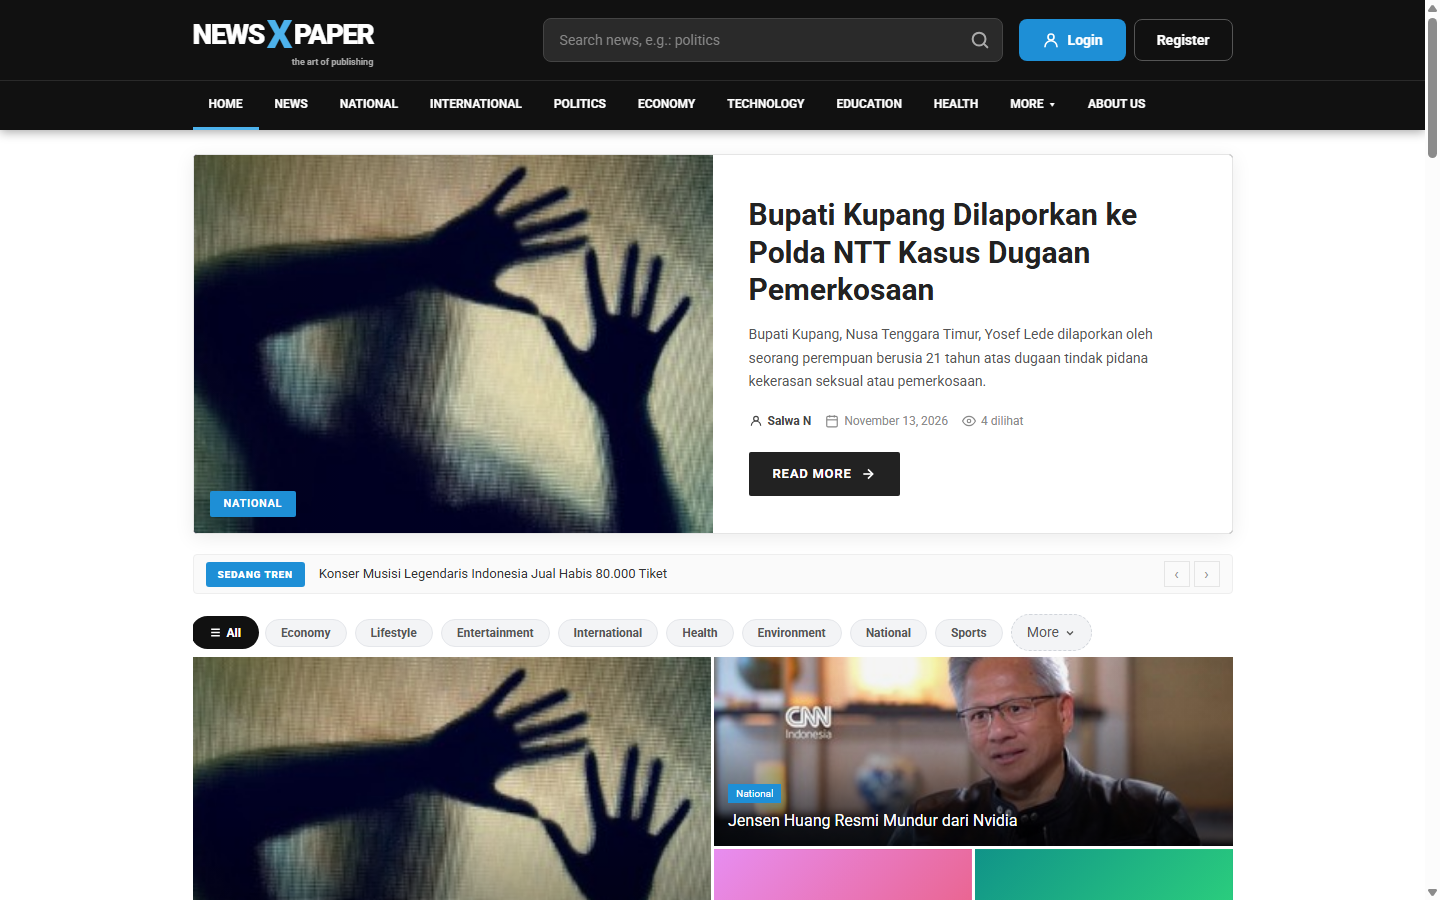 NEWS X PAPER
the art of publishing
Search news, e.g.: politics
Login
Register
HOME
NEWS
NATIONAL
INTERNATIONAL
POLITICS
ECONOMY
TECHNOLOGY
EDUCATION
HEALTH
MORE
ABOUT US
Bupati Kupang Dilaporkan ke
Polda NTT Kasus Dugaan
Pemerkosaan
Bupati Kupang, Nusa Tenggara Timur, Yosef Lede dilaporkan oleh
seorang perempuan berusia 21 tahun atas dugaan tindak pidana
kekerasan seksual atau pemerkosaan.
Salwa N
November 13, 2026
4 dilihat
READ MORE →
NATIONAL
SEDANG TREN
Konser Musisi Legendaris Indonesia Jual Habis 80.000 Tiket
‹ ›
☰ All
Economy
Lifestyle
Entertainment
International
Health
Environment
National
Sports
More
CNN
Indonesia
National
Jensen Huang Resmi Mundur dari Nvidia